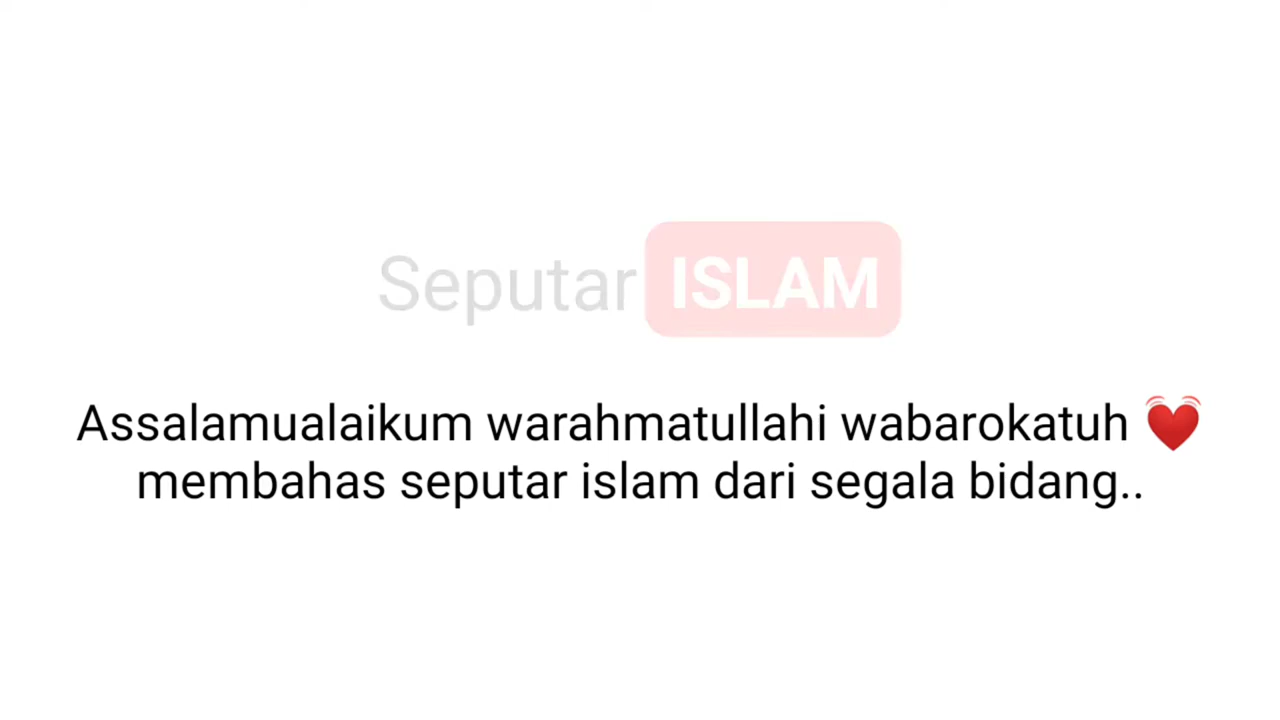 Seputar ISLAM
Assalamualaikum warahmatullahi wabarokatuh 💓
membahas seputar islam dari segala bidang..